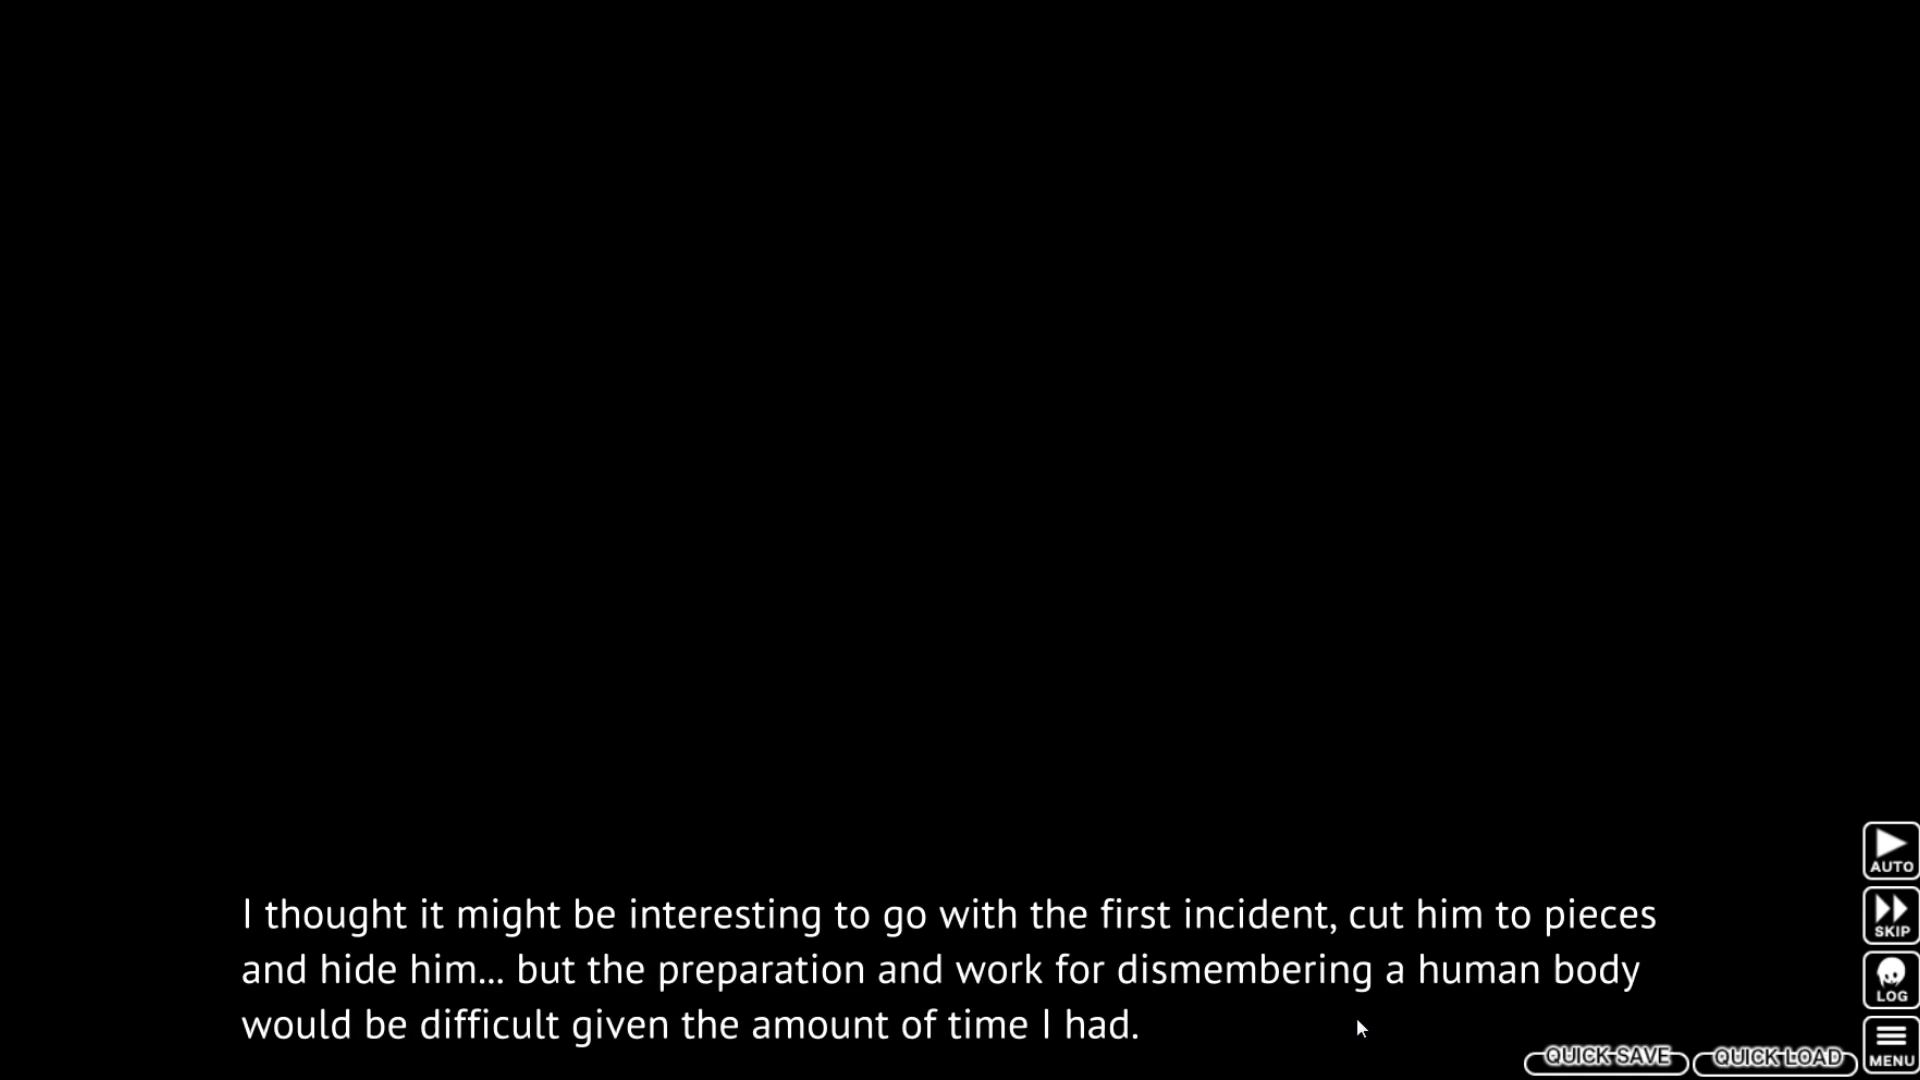 I thought it might be interesting to go with the first incident, cut him to pieces
and hide him... but the preparation and work for dismembering a human body
would be difficult given the amount of time I had.
AUTO
SKIP
LOG
MENU
QUICK SAVE
QUICK LOAD